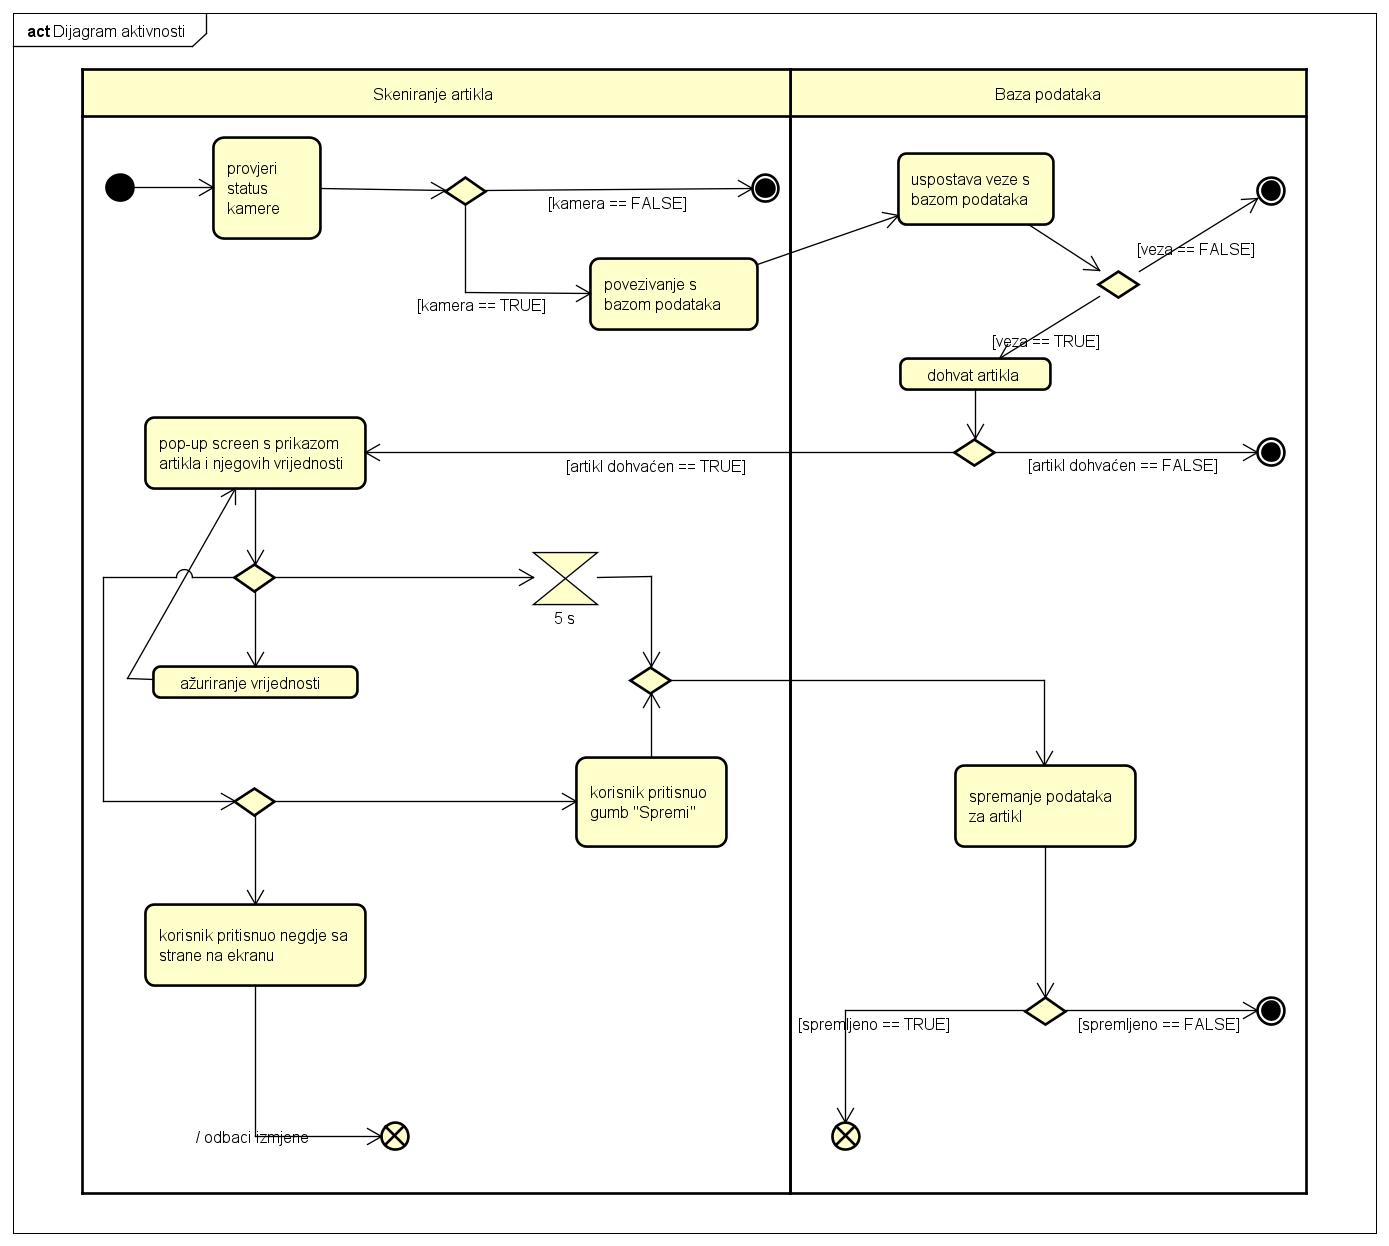 act Dijagram aktivnosti
Skeniranje artikla
Baza podataka
provjeri
status
kamere
[kamera == FALSE]
[kamera == TRUE]
povezivanje s
bazom podataka
uspostava veze s
bazom podataka
[veza == FALSE]
[veza == TRUE]
dohvat artikla
pop-up screen s prikazom
artikla i njegovih vrijednosti
[artikl dohvaćen == TRUE]
[artikl dohvaćen == FALSE]
5 s
ažuriranje vrijednosti
korisnik pritisnuo
gumb "Spremi"
spremanje podataka
za artikl
korisnik pritisnuo negdje sa
strane na ekranu
[spremljeno == TRUE]
[spremljeno == FALSE]
/ odbaci izmjene